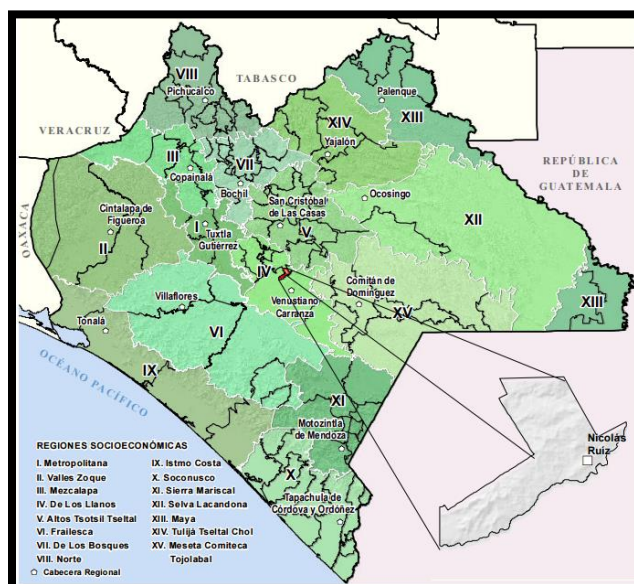 VIII
Pichucalco
TABASCO
Palenque
XIII
XIV
Yajalón
VERACRUZ
III
Copainalá
VII
Bochil
REPÚBLICA
DE
GUATEMALA
Ocosingo
San Cristóbal
de Las Casas
XII
OAXACA
Cintalapa de
Figueroa
II
I
Tuxtla
Gutiérrez
V
IV
Comitán de
Domínguez
XIII
Villaflores
Venustiano
Carranza
XV
Tonalá
VI
OCÉANO PACÍFICO
IX
XI
Motozintla
de Mendoza
Nicolás
Ruíz
X
Tapachula de
Córdova y Ordóñez
REGIONES SOCIOECONÓMICAS
I. Metropolitana
II. Valles Zoque
III. Mezcalapa
IV. De Los Llanos
V. Altos Tsotsil Tseltal
VI. Frailesca
VII. De Los Bosques
VIII. Norte
IX. Istmo Costa
X. Soconusco
XI. Sierra Mariscal
XII. Selva Lacandona
XIII. Maya
XIV. Tulijá Tseltal Chol
XV. Meseta Comiteca
Tojolabal
Cabecera Regional